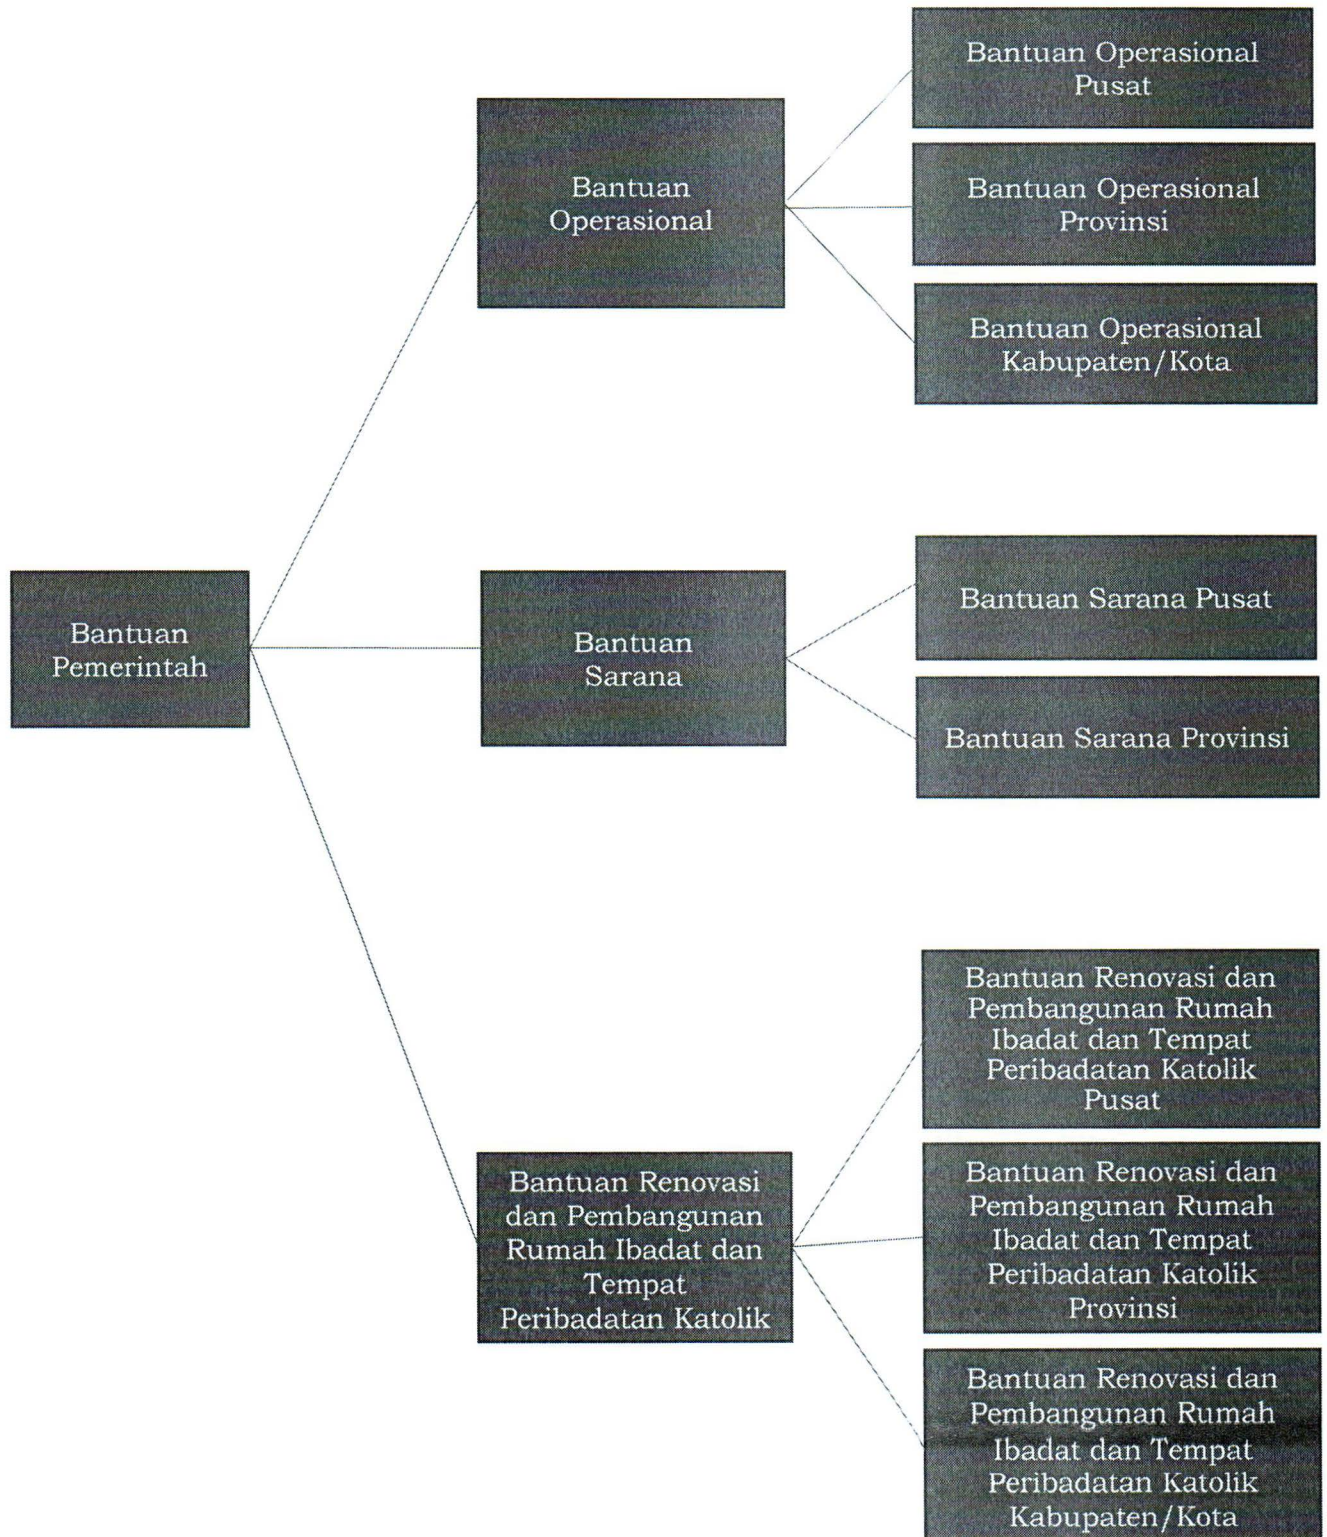 Bantuan
Pemerintah
Bantuan
Operasional
Bantuan Operasional
Pusat
Bantuan Operasional
Provinsi
Bantuan Operasional
Kabupaten/Kota
Bantuan
Sarana
Bantuan Sarana Pusat
Bantuan Sarana Provinsi
Bantuan Renovasi
dan Pembangunan
Rumah Ibadat dan
Tempat
Peribadatan Katolik
Bantuan Renovasi dan
Pembangunan Rumah
Ibadat dan Tempat
Peribadatan Katolik
Pusat
Bantuan Renovasi dan
Pembangunan Rumah
Ibadat dan Tempat
Peribadatan Katolik
Provinsi
Bantuan Renovasi dan
Pembangunan Rumah
Ibadat dan Tempat
Peribadatan Katolik
Kabupaten/Kota